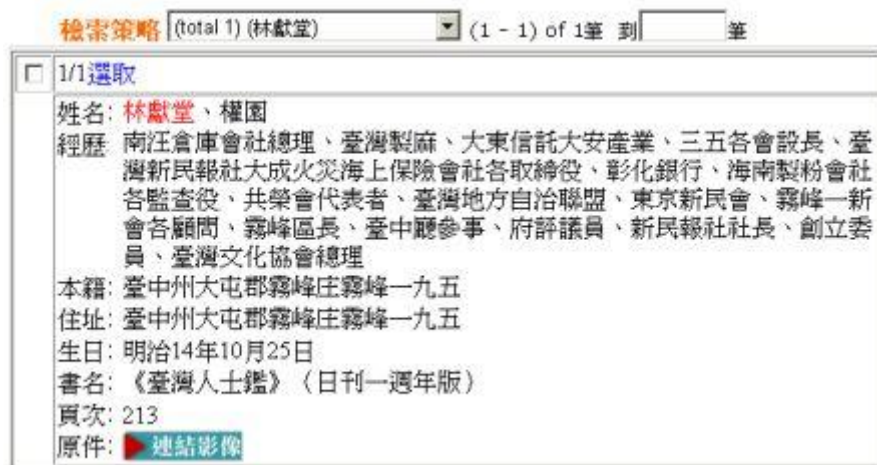 檢索策略 (total 1) (林獻堂) (1 - 1) of 1筆 到 筆
1/1選取
姓名: 林獻堂、權園
經歷: 南汪倉庫會社總理、臺灣製麻、大東信託大安產業、三五各會設長、臺
灣新民報社大成火災海上保險會社各取締役、彰化銀行、海南製粉會社
各監查役、共榮會代表者、臺灣地方自治聯盟、東京新民會、霧峰一新
會各顧問、霧峰區長、臺中廳參事、府評議員、新民報社社長、創立委
員、臺灣文化協會總理
本籍: 臺中州大屯郡霧峰庄霧峰一九五
住址: 臺中州大屯郡霧峰庄霧峰一九五
生日: 明治14年10月25日
書名: 《臺灣人士鑑》（日刊一週年版）
頁次: 213
原件: 連結影像